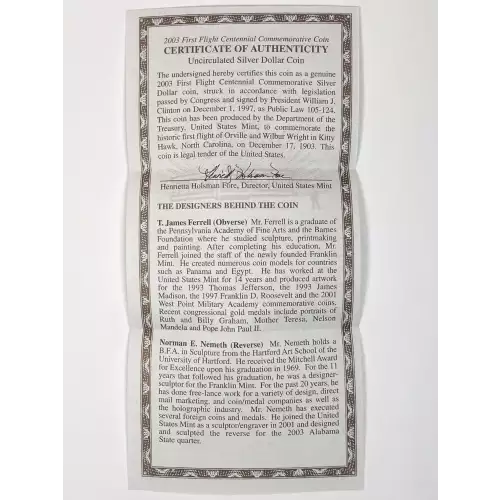 2003 First Flight Centennial Commemorative Coin
CERTIFICATE OF AUTHENTICITY
Uncirculated Silver Dollar Coin
The undersigned hereby certifies this coin as a genuine
2003 First Flight Centennial Commemorative Silver
Dollar coin, struck in accordance with legislation
passed by Congress and signed by President William J.
Clinton on December 1, 1997, as Public Law 105-124.
This coin has been produced by the Department of the
Treasury, United States Mint, to commemorate the
historic first flight of Orville and Wilbur Wright in Kitty
Hawk, North Carolina, on December 17, 1903. This
coin is legal tender of the United States.
Henrietta Holsman Fore, Director, United States Mint
THE DESIGNERS BEHIND THE COIN
T. James Ferrell (Obverse) Mr. Ferrell is a graduate of
the Pennsylvania Academy of Fine Arts and the Barnes
Foundation where he studied sculpture, printmaking
and painting. After completing his education, Mr.
Ferrell joined the staff of the newly founded Franklin
Mint. He created numerous coin models for countries
such as Panama and Egypt. He has worked at the
United States Mint for 14 years and produced artwork
for the 1993 Thomas Jefferson, the 1993 James
Madison, the 1997 Franklin D. Roosevelt and the 2001
West Point Military Academy commemorative coins.
Recent congressional gold medals include portraits of
Ruth and Billy Graham, Mother Teresa, Nelson
Mandela and Pope John Paul II.
Norman E. Nemeth (Reverse) Mr. Nemeth holds a
B.F.A. in Sculpture from the Hartford Art School of the
University of Hartford. He received the Mitchell Award
for Excellence upon his graduation in 1969. For the 11
years that followed his graduation, he was a designer-
sculptor for the Franklin Mint. For the past 20 years, he
has done free-lance work for a variety of design, direct
mail marketing, and coin/medal companies as well as
the holographic industry. Mr. Nemeth has executed
several foreign coins and medals. He joined the United
States Mint as a sculptor/engraver in 2001 and designed
and sculpted the reverse for the 2003 Alabama
State quarter.